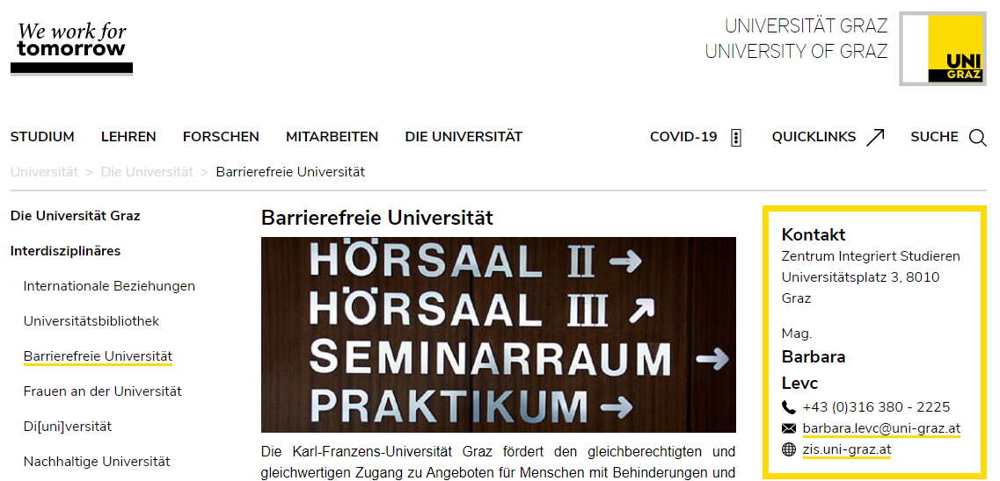 We work for
tomorrow
UNIVERSITÄT GRAZ
UNIVERSITY OF GRAZ
UNI
GRAZ
STUDIUM LEHREN FORSCHEN MITARBEITEN DIE UNIVERSITÄT COVID-19 QUICKLINKS SUCHE
Universität > Die Universität > Barrierefreie Universität
Die Universität Graz
Interdisziplinäres
Internationale Beziehungen
Universitätsbibliothek
Barrierefreie Universität
Frauen an der Universität
Di[uni]versität
Nachhaltige Universität
Barrierefreie Universität
HÖRSAAL II →
HÖRSAAL III ↗
SEMINARRAUM →
PRAKTIKUM →
Die Karl-Franzens-Universität Graz fördert den gleichberechtigten und
gleichwertigen Zugang zu Angeboten für Menschen mit Behinderungen und
Kontakt
Zentrum Integriert Studieren
Universitätsplatz 3, 8010
Graz
Mag.
Barbara
Levc
+43 (0)316 380 - 2225
barbara.levc@uni-graz.at
zis.uni-graz.at